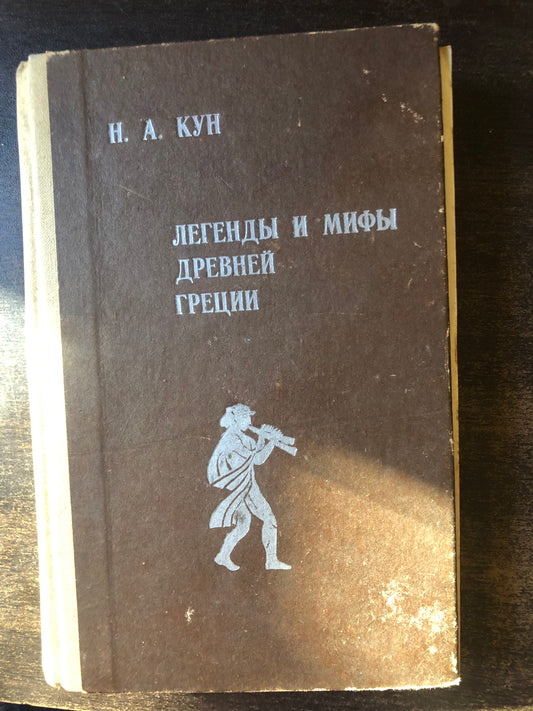 Н. А. КУН
ЛЕГЕНДЫ И МИФЫ
ДРЕВНЕЙ
ГРЕЦИИ